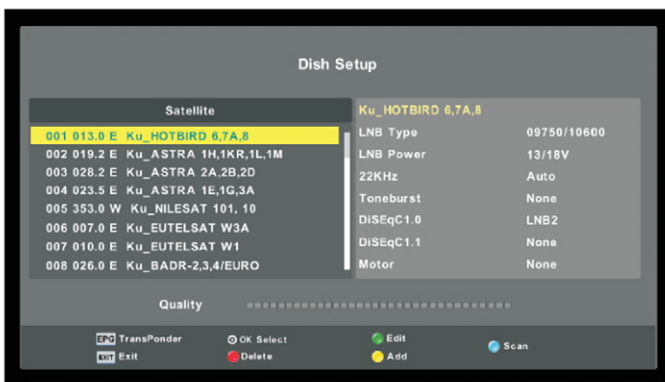 Dish Setup
Satellite
001 013.0 E Ku_HOTBIRD 6,7A,8
002 019.2 E Ku_ASTRA 1H,1KR,1L,1M
003 028.2 E Ku_ASTRA 2A,2B,2D
004 023.5 E Ku_ASTRA 1E,1G,3A
005 353.0 W Ku_NILESAT 101, 10
006 007.0 E Ku_EUTELSAT W3A
007 010.0 E Ku_EUTELSAT W1
008 026.0 E Ku_BADR-2,3,4/EURO
Ku_HOTBIRD 6,7A,8
LNB Type 09750/10600
LNB Power 13/18V
22KHz Auto
Toneburst None
DiSEqC1.0 LNB2
DiSEqC1.1 None
Motor None
Quality
EPG TransPonder OK Select Edit Scan
EXIT Exit Delete Add